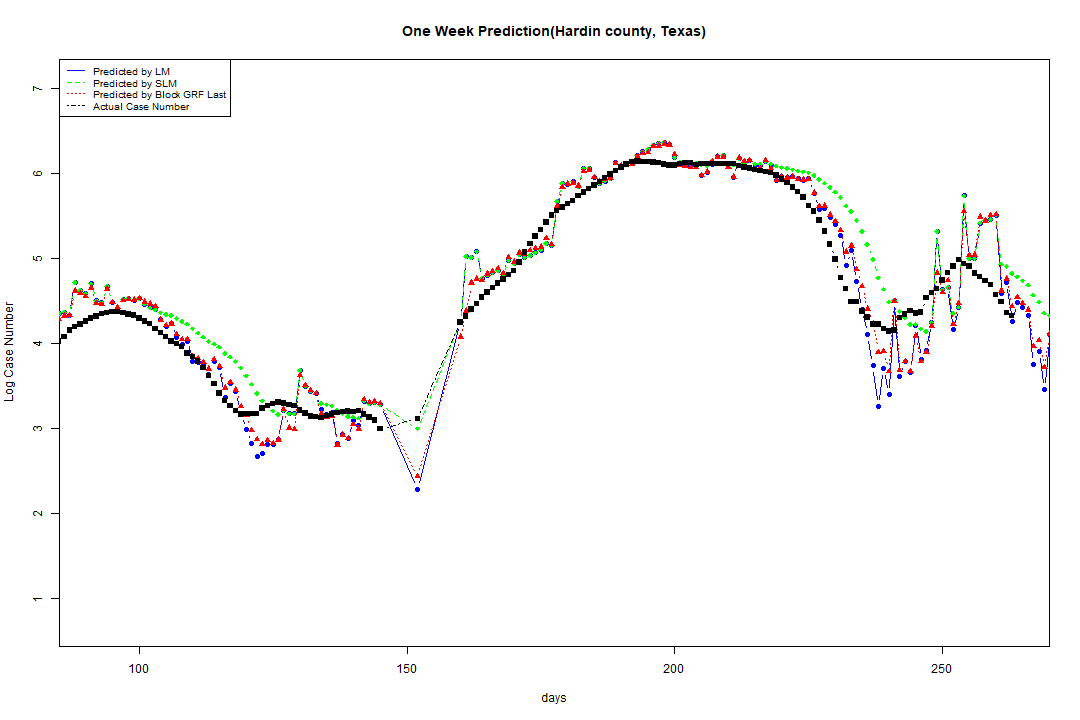 One Week Prediction(Hardin county, Texas)
Predicted by LM
Predicted by SLM
Predicted by Block GRF Last
Actual Case Number
7
6
5
4
3
2
1
Log Case Number
100 150 200 250
days